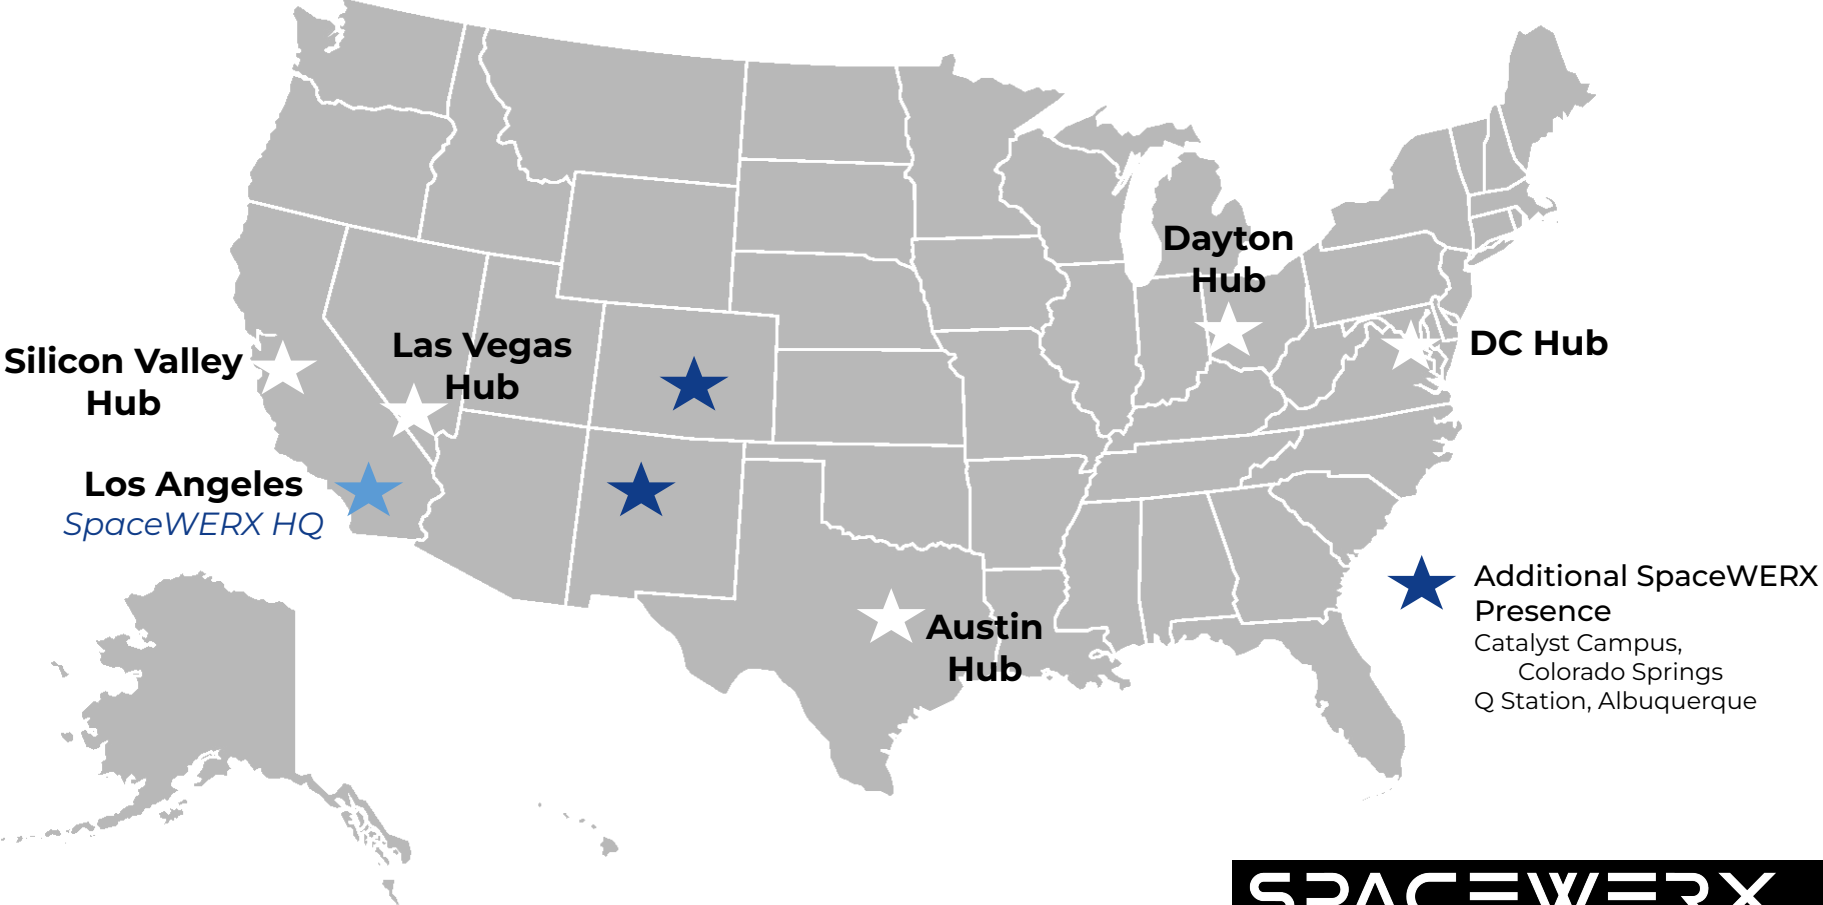 Dayton
Hub
DC Hub
Las Vegas
Hub
Silicon Valley
Hub
Los Angeles
SpaceWERX HQ
Austin
Hub
Additional SpaceWERX
Presence
Catalyst Campus,
Colorado Springs
Q Station, Albuquerque
SPACEWERX